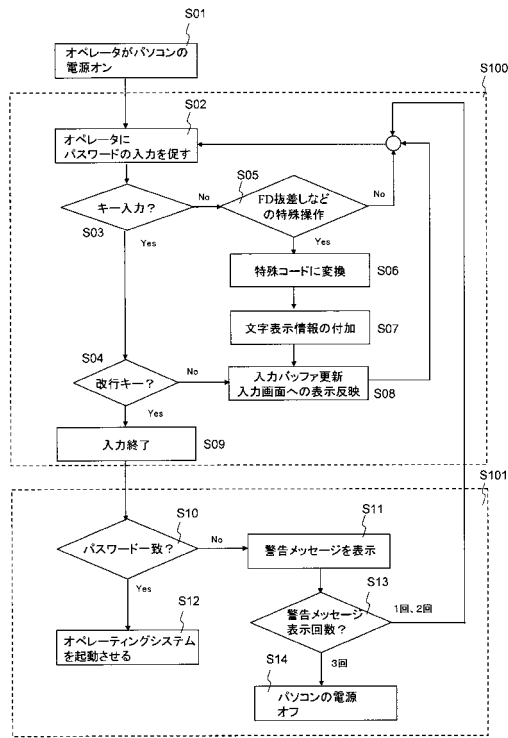 S01
オペレータがパソコンの
電源オン
S100
S02
オペレータに
パスワードの入力を促す
S05
キー入力?
No
FD抜差しなど
の特殊操作
No
S03
Yes
Yes
特殊コードに変換
S06
文字表示情報の付加
S07
S04
改行キー?
No
入力バッファ更新
入力画面への表示反映
S08
Yes
入力終了
S09
S101
S10
S11
パスワード一致?
No
警告メッセージを表示
Yes
S13
S12
警告メッセージ
表示回数?
1回、2回
オペレーティングシステム
を起動させる
S14
3回
パソコンの電源
オフ